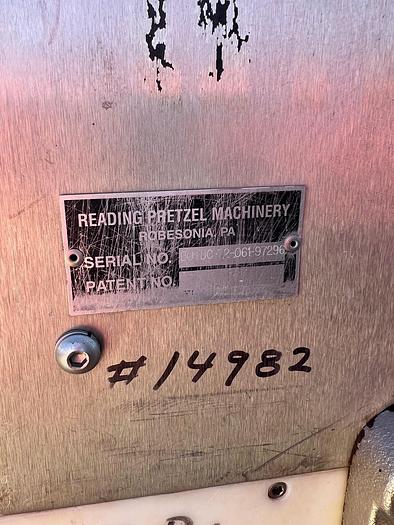 READING PRETZEL MACHINERY
ROBESONIA, PA
SERIAL NO.
PATENT NO.
#14982